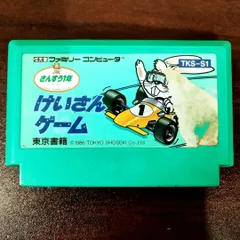 ファミリー コンピュータ
TKS-S1
さんすう1年
けいさん
ゲーム
1
東京書籍
©1986 TOKYO SHOSEKI Co.,Ltd.